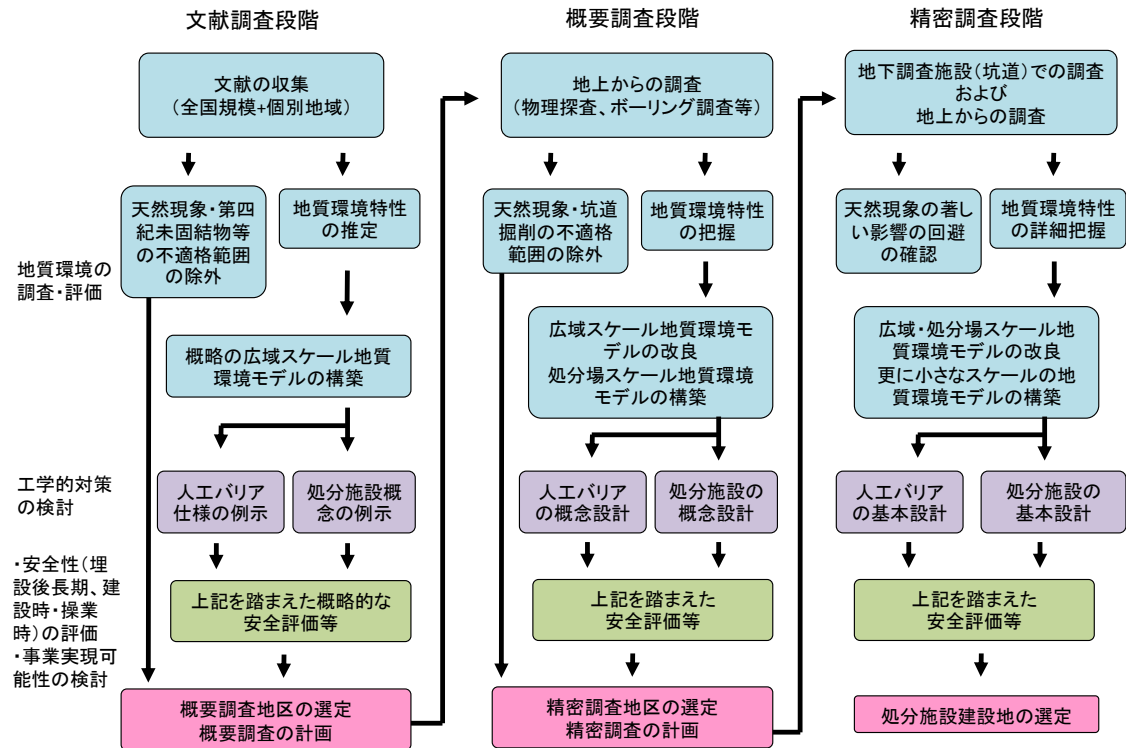 文献調査段階
概要調査段階
精密調査段階
文献の収集
（全国規模+個別地域）
地上からの調査
（物理探査、ボーリング調査等）
地下調査施設（坑道）での調査
および
地上からの調査
地質環境の
調査・評価
天然現象・第四
紀未固結物等
の不適格範囲
の除外
地質環境特性
の推定
天然現象・坑道
掘削の不適格
範囲の除外
地質環境特性
の把握
天然現象の著し
い影響の回避
の確認
地質環境特性
の詳細把握
概略の広域スケール地質
環境モデルの構築
広域スケール地質環境モ
デルの改良
処分場スケール地質環境
モデルの構築
広域・処分場スケール地
質環境モデルの改良
更に小さなスケールの地
質環境モデルの構築
工学的対策
の検討
人工バリア
仕様の例示
処分施設概
念の例示
人工バリア
の概念設計
処分施設の
概念設計
人工バリア
の基本設計
処分施設の
基本設計
・安全性（埋
設後長期、建
設時・操業
時）の評価
・事業実現可
能性の検討
上記を踏まえた概略的な
安全評価等
上記を踏まえた
安全評価等
上記を踏まえた
安全評価等
概要調査地区の選定
概要調査の計画
精密調査地区の選定
精密調査の計画
処分施設建設地の選定